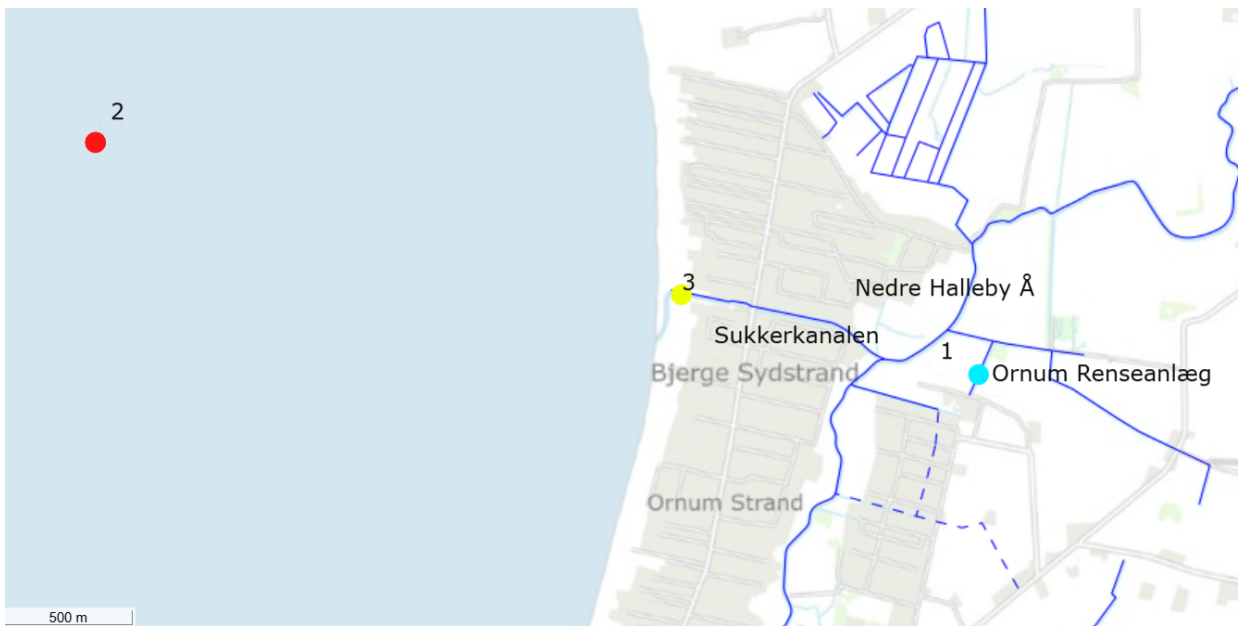 2
3
Nedre Halleby Å
Sukkerkanalen
1
Bjerge Sydstrand
Ornum Renseanlæg
Ornum Strand
500 m